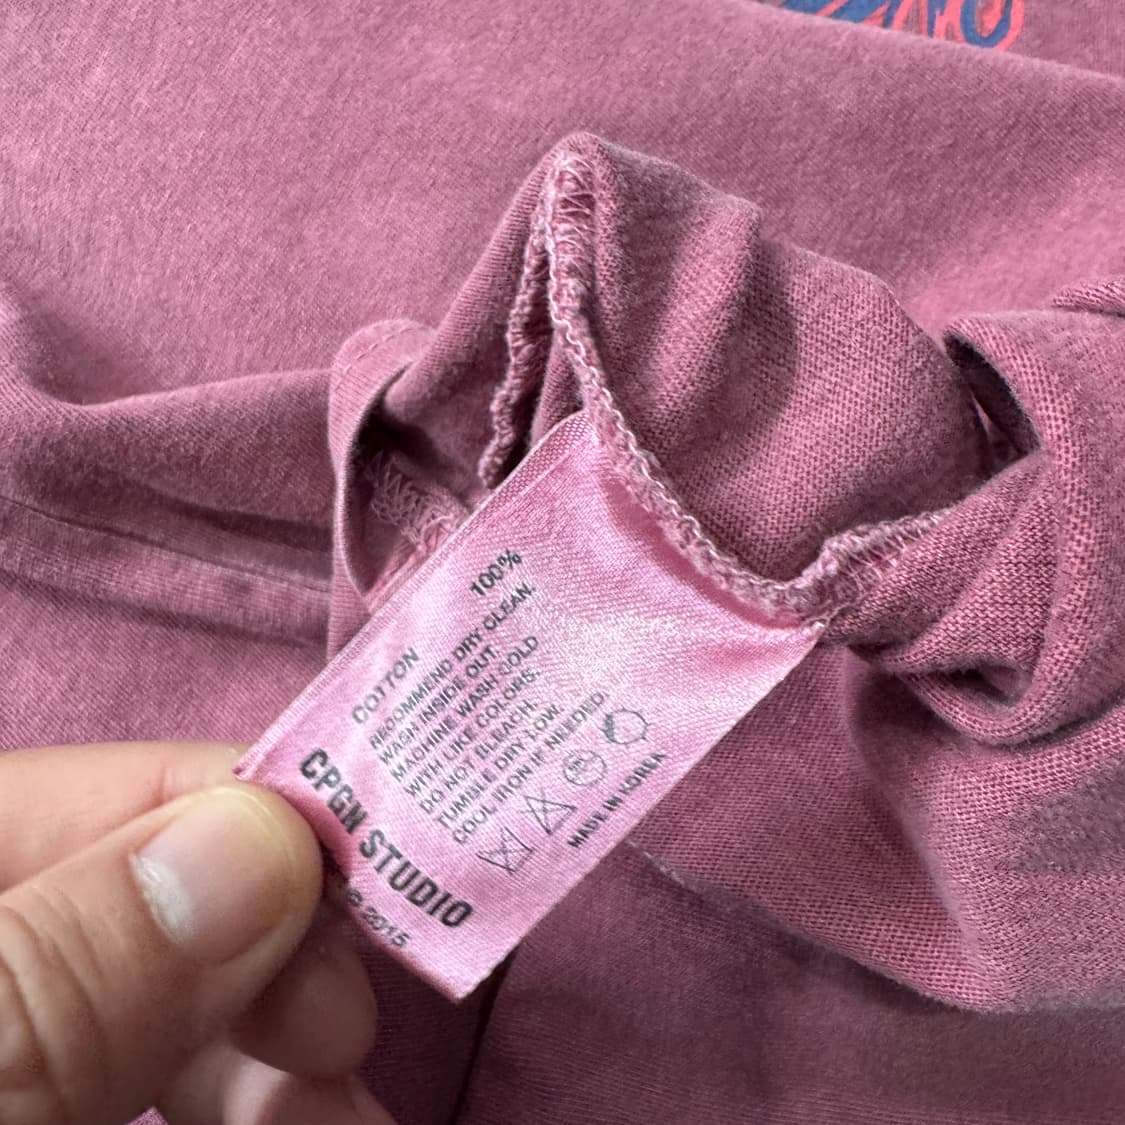 100%
COTTON
RECOMMEND DRY CLEAN.
WASH INSIDE OUT.
MACHINE WASH COLD
WITH LIKE COLORS.
DO NOT BLEACH.
TUMBLE DRY LOW.
COOL IRON IF NEEDED.
MADE IN KOREA
CPGN STUDIO
2015